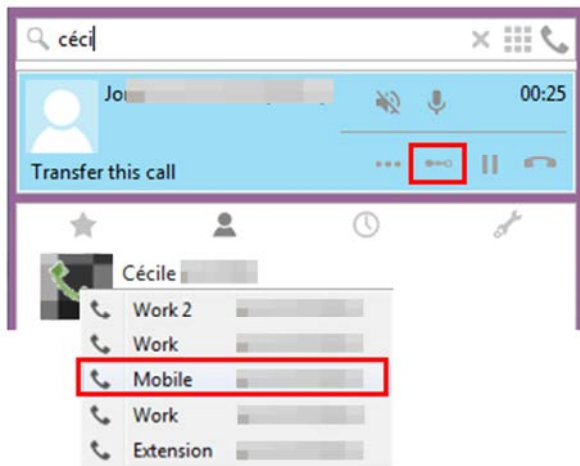 céci
Jo
00:25
Transfer this call
Cécile
Work 2
Work
Mobile
Work
Extension